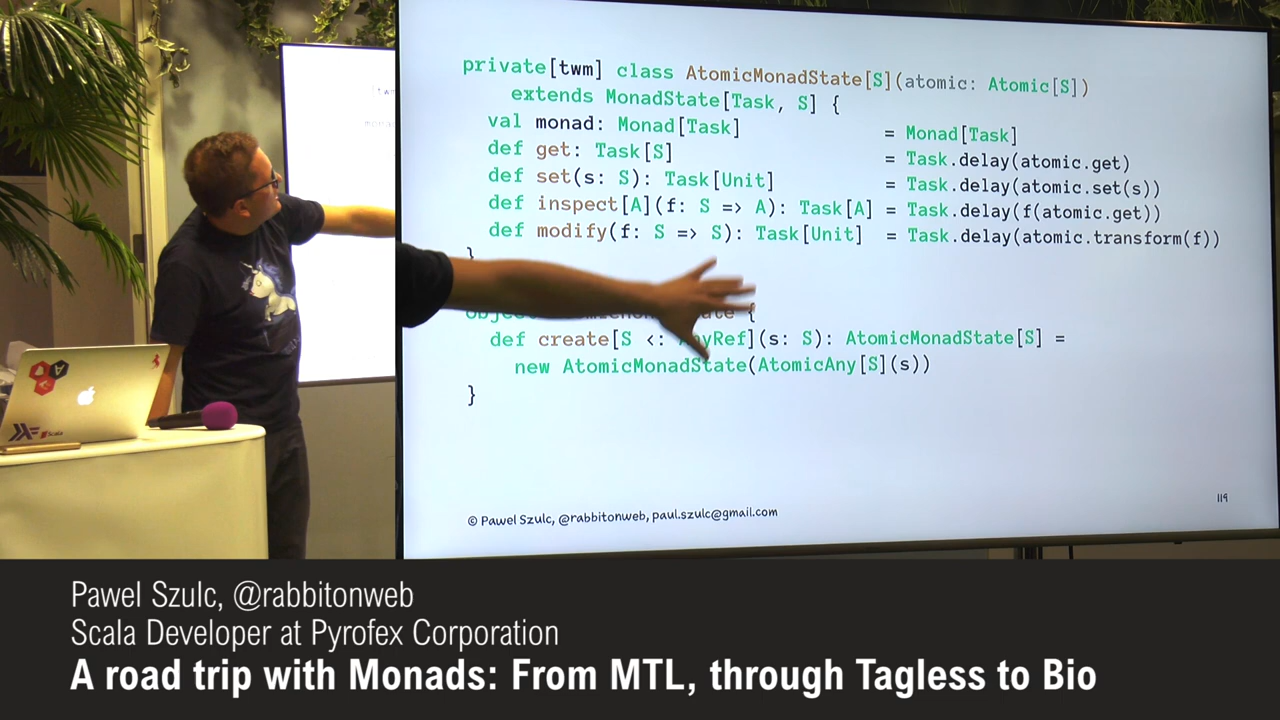 private[twm] class AtomicMonadState[S](atomic: Atomic[S])
extends MonadState[Task, S] {
val monad: Monad[Task] = Monad[Task]
def get: Task[S] = Task.delay(atomic.get)
def set(s: S): Task[Unit] = Task.delay(atomic.set(s))
def inspect[A](f: S => A): Task[A] = Task.delay(f(atomic.get))
def modify(f: S => S): Task[Unit] = Task.delay(atomic.transform(f))
}
{
def create[S <: AnyRef](s: S): AtomicMonadState[S] =
new AtomicMonadState(AtomicAny[S](s))
}
119
© Pawel Szulc, @rabbitonweb, paul.szulc@gmail.com
Scala
Pawel Szulc, @rabbitonweb
Scala Developer at Pyrofex Corporation
A road trip with Monads: From MTL, through Tagless to Bio